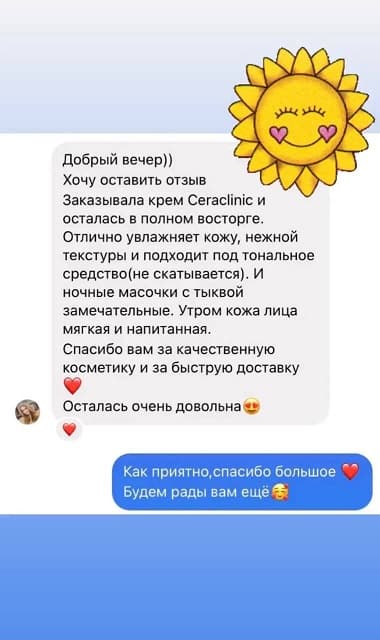 Добрый вечер))
Хочу оставить отзыв
Заказывала крем Ceraclinic и
осталась в полном восторге.
Отлично увлажняет кожу, нежной
текстуры и подходит под тональное
средство(не скатывается). И
ночные масочки с тыквой
замечательные. Утром кожа лица
мягкая и напитанная.
Спасибо вам за качественную
косметику и за быструю доставку
❤️
Осталась очень довольна😍
❤️
Как приятно,спасибо большое ❤️
Будем рады вам ещё🥰